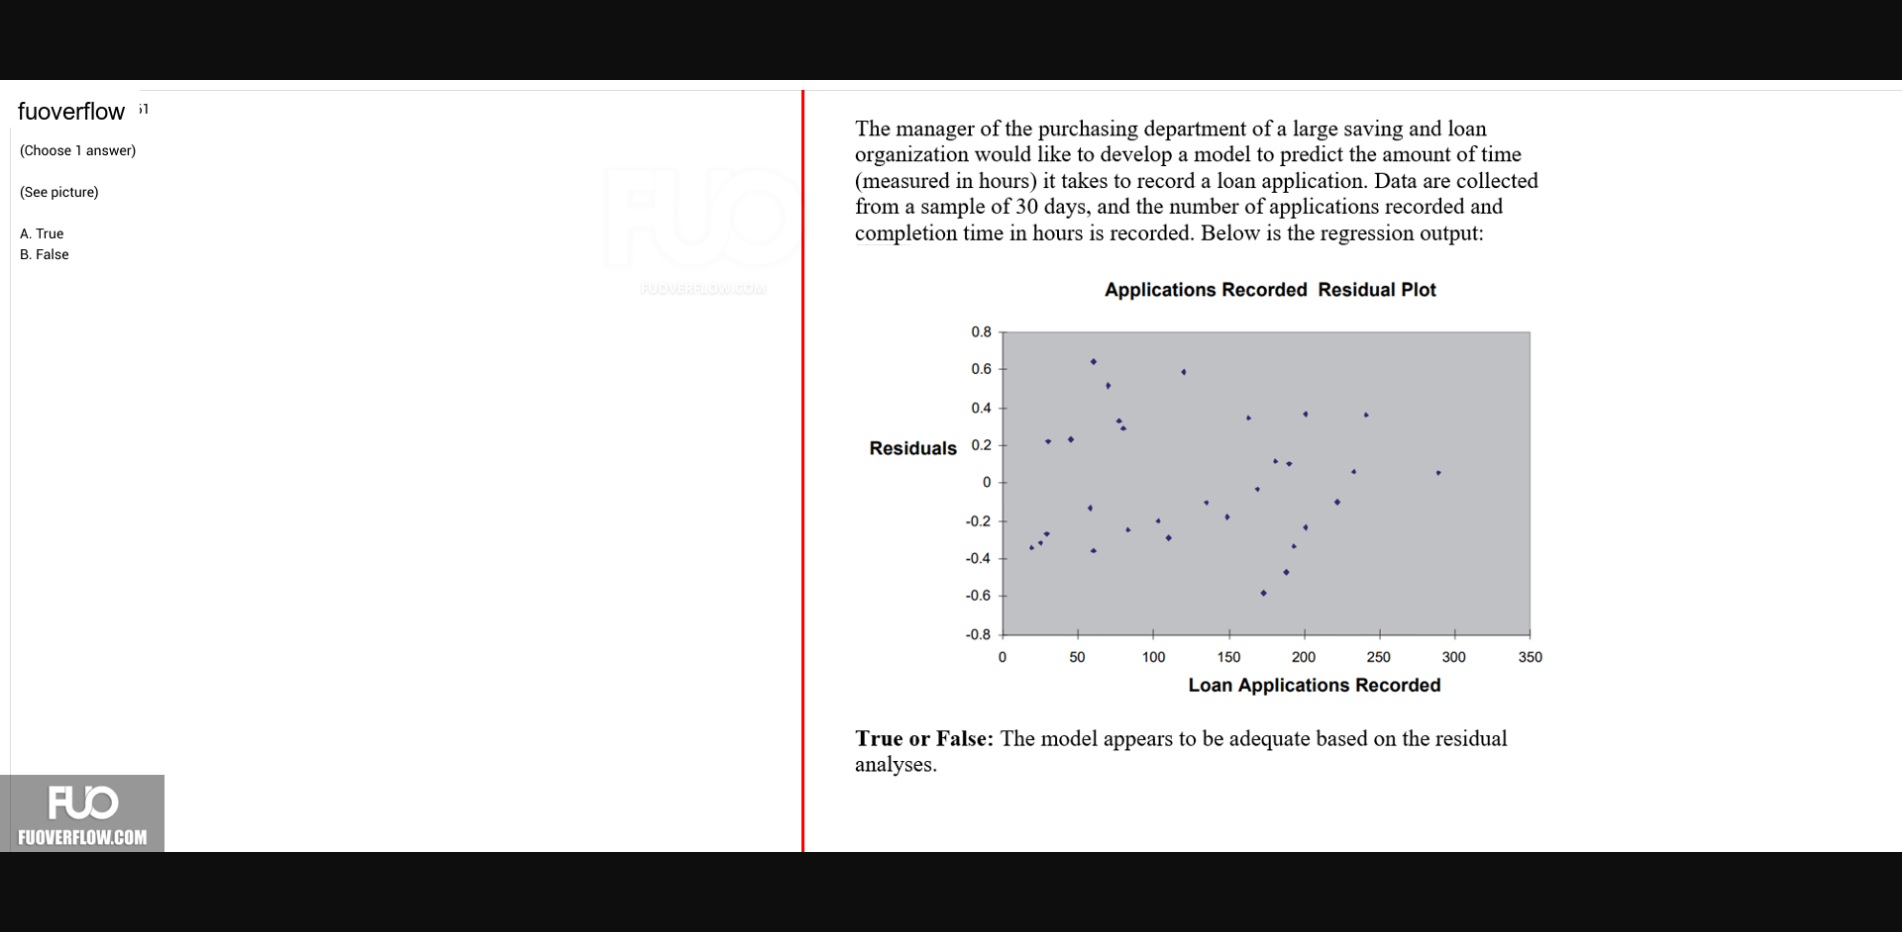 fuoverflow
(Choose 1 answer)
(See picture)
A. True
B. False
FUO
FUOVERFLOW.COM
The manager of the purchasing department of a large saving and loan
organization would like to develop a model to predict the amount of time
(measured in hours) it takes to record a loan application. Data are collected
from a sample of 30 days, and the number of applications recorded and
completion time in hours is recorded. Below is the regression output:
Applications Recorded Residual Plot
Residuals
0.8
0.6
0.4
0.2
0
-0.2
-0.4
-0.6
-0.8
0 50 100 150 200 250 300 350
Loan Applications Recorded
True or False: The model appears to be adequate based on the residual
analyses.
FUO
FUOVERFLOW.COM